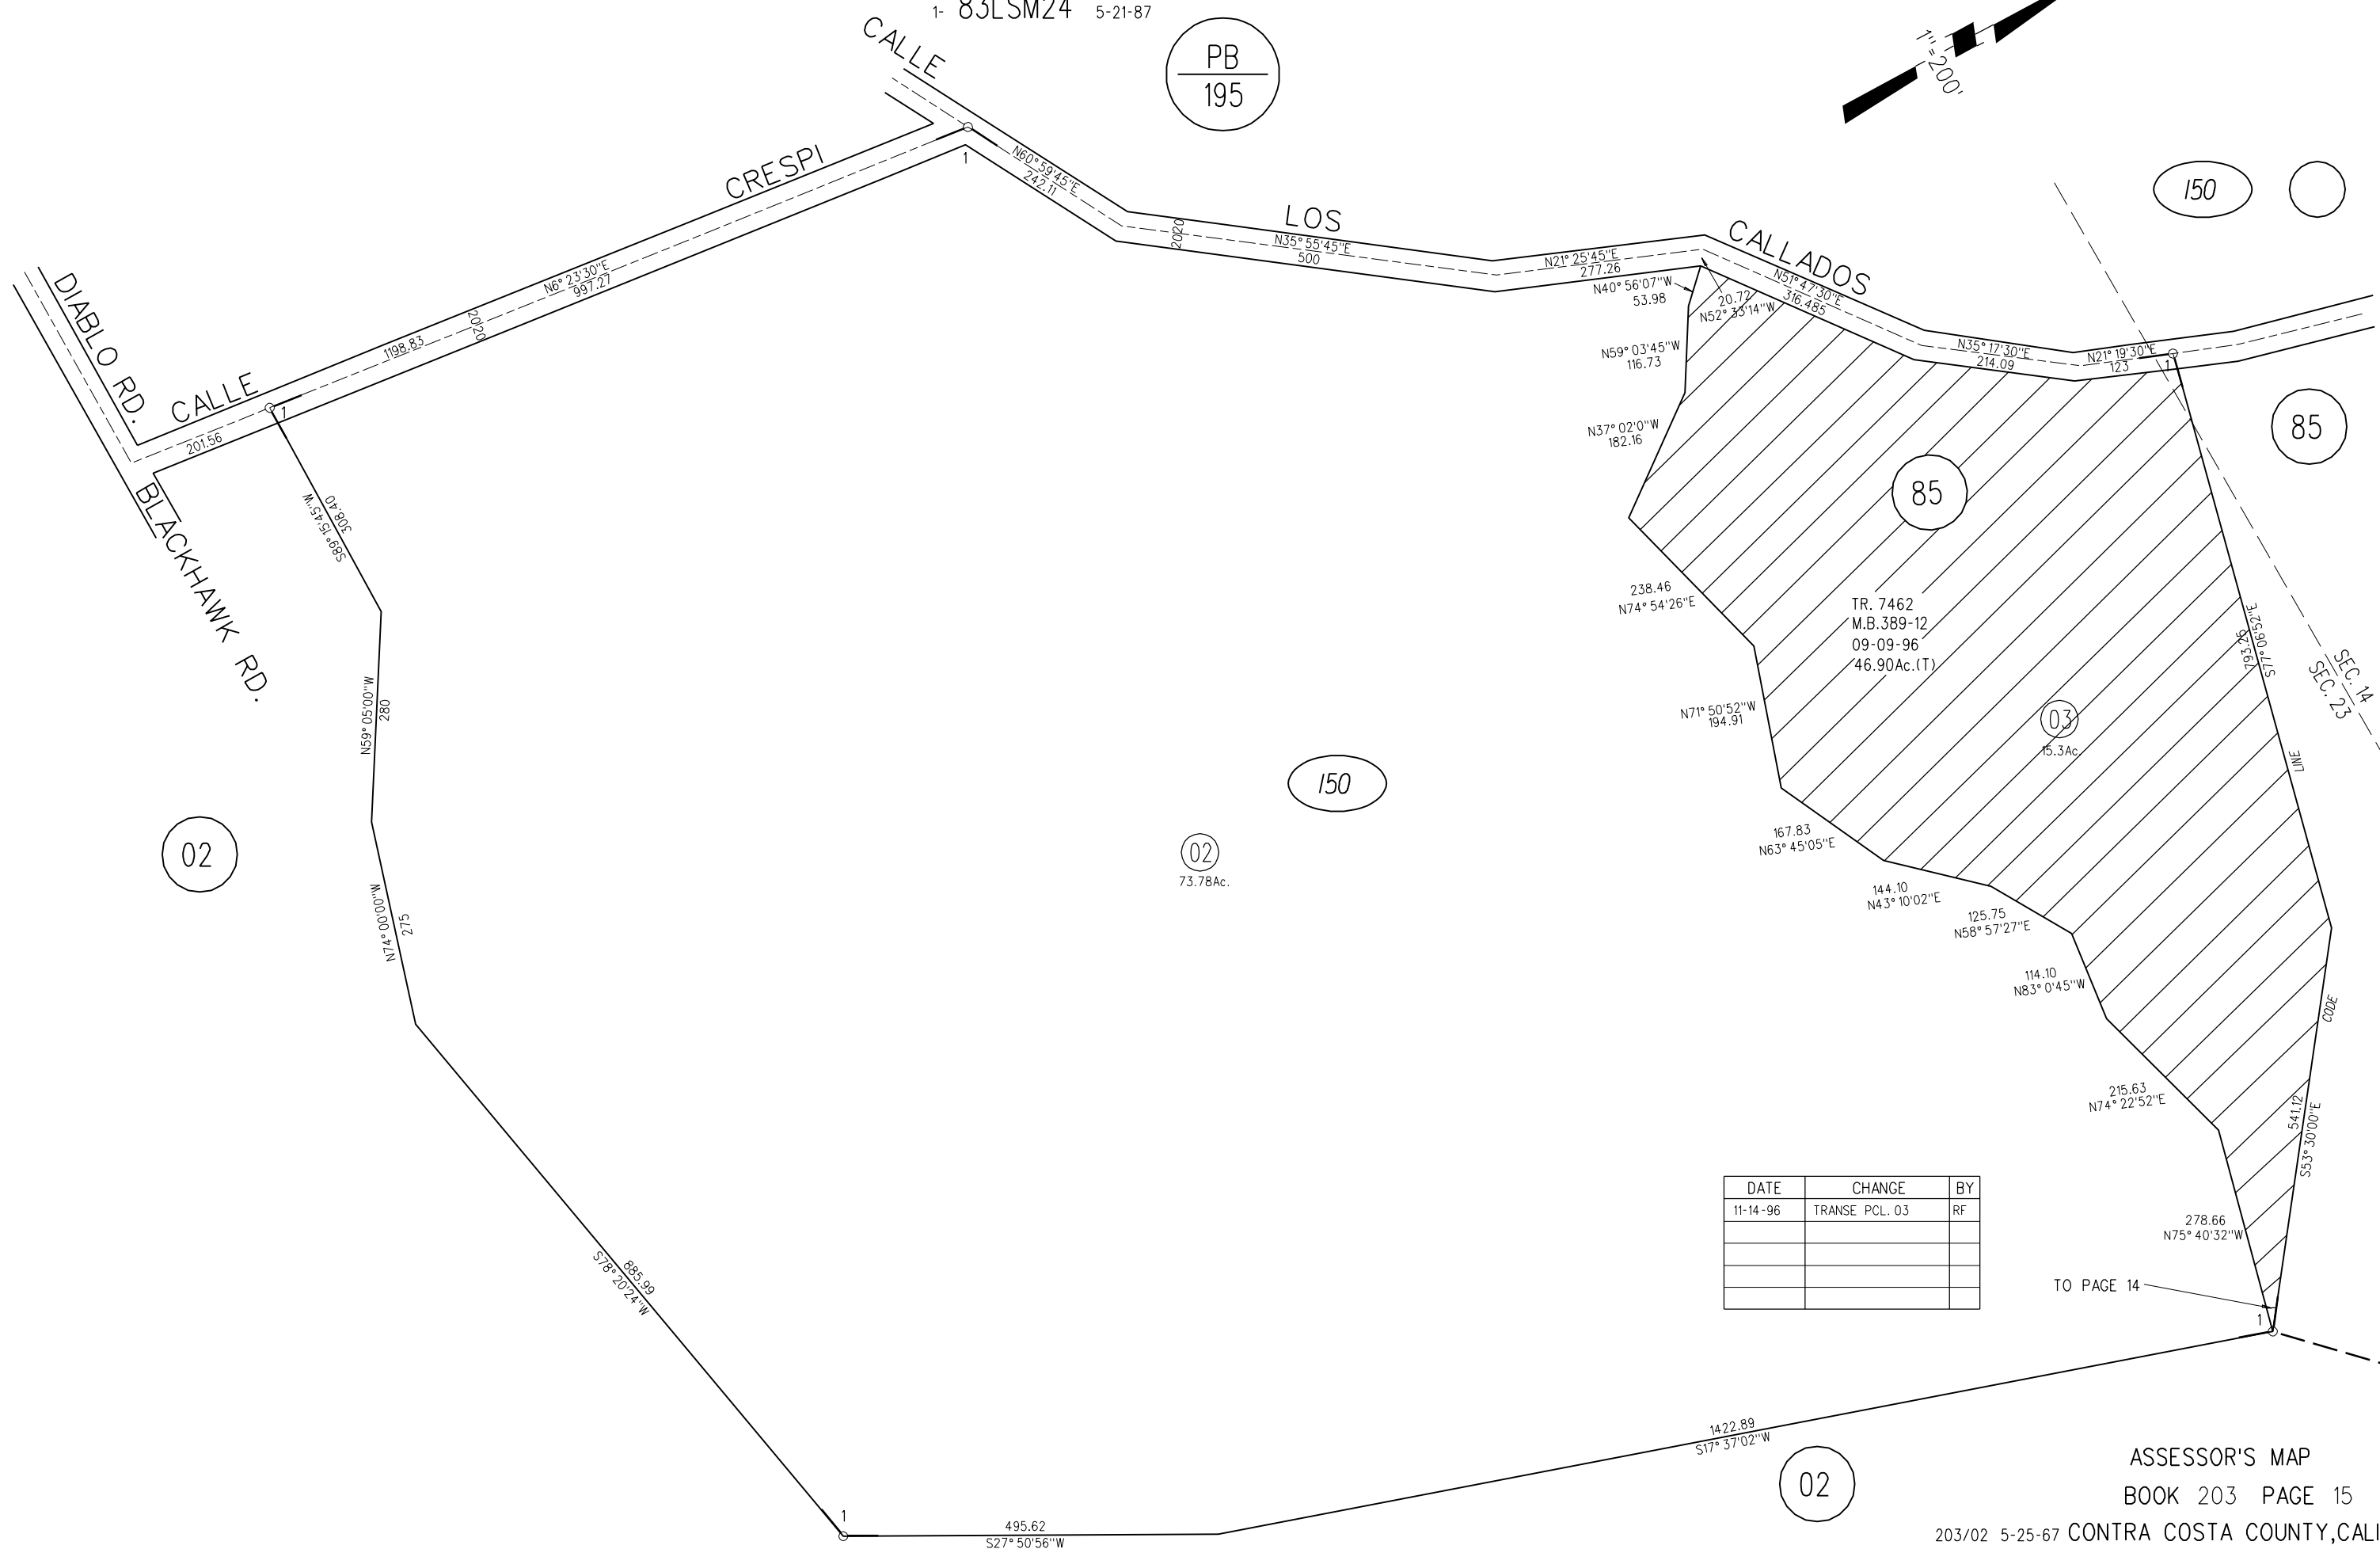 1- 83LSM24 5-21-87
PB
195
1"=200'
CALLE
CRESPI
LOS
CALLADOS
150
DIABLO RD.
CALLE
BLACKHAWK RD.
N60°59'45"E
242.11
1
N6°23'30"E
997.27
2020
1198.83
201.56
1
2020
N35°55'45"E
500
N21°25'45"E
277.26
N51°47'30"E
316.485
20.72
N52°33'14"W
N40°56'07"W
53.98
N35°17'30"E
214.09
N21°19'30"E
123
1
N59°03'45"W
116.73
N37°02'0"W
182.16
85
85
308.40
S89°15'45"W
238.46
N74°54'26"E
TR. 7462
M.B.389-12
09-09-96
46.90Ac.(T)
S77°06'52"E
793.26
SEC. 14
SEC. 23
N59°05'00"W
280
N71°50'52"W
194.91
03
15.3Ac.
LINE
150
02
02
73.78Ac.
167.83
N63°45'05"E
N74°00'00"W
275
144.10
N43°10'02"E
125.75
N58°57'27"E
114.10
N83°0'45"W
CODE
215.63
N74°22'52"E
541.12
S53°30'00"E
DATE CHANGE BY
11-14-96 TRANSE PCL. 03 RF
278.66
N75°40'32"W
TO PAGE 14
1
885.99
S78°20'24"W
1422.89
S17°37'02"W
02
1
495.62
S27°50'56"W
ASSESSOR'S MAP
BOOK 203 PAGE 15
203/02 5-25-67 CONTRA COSTA COUNTY,CALI